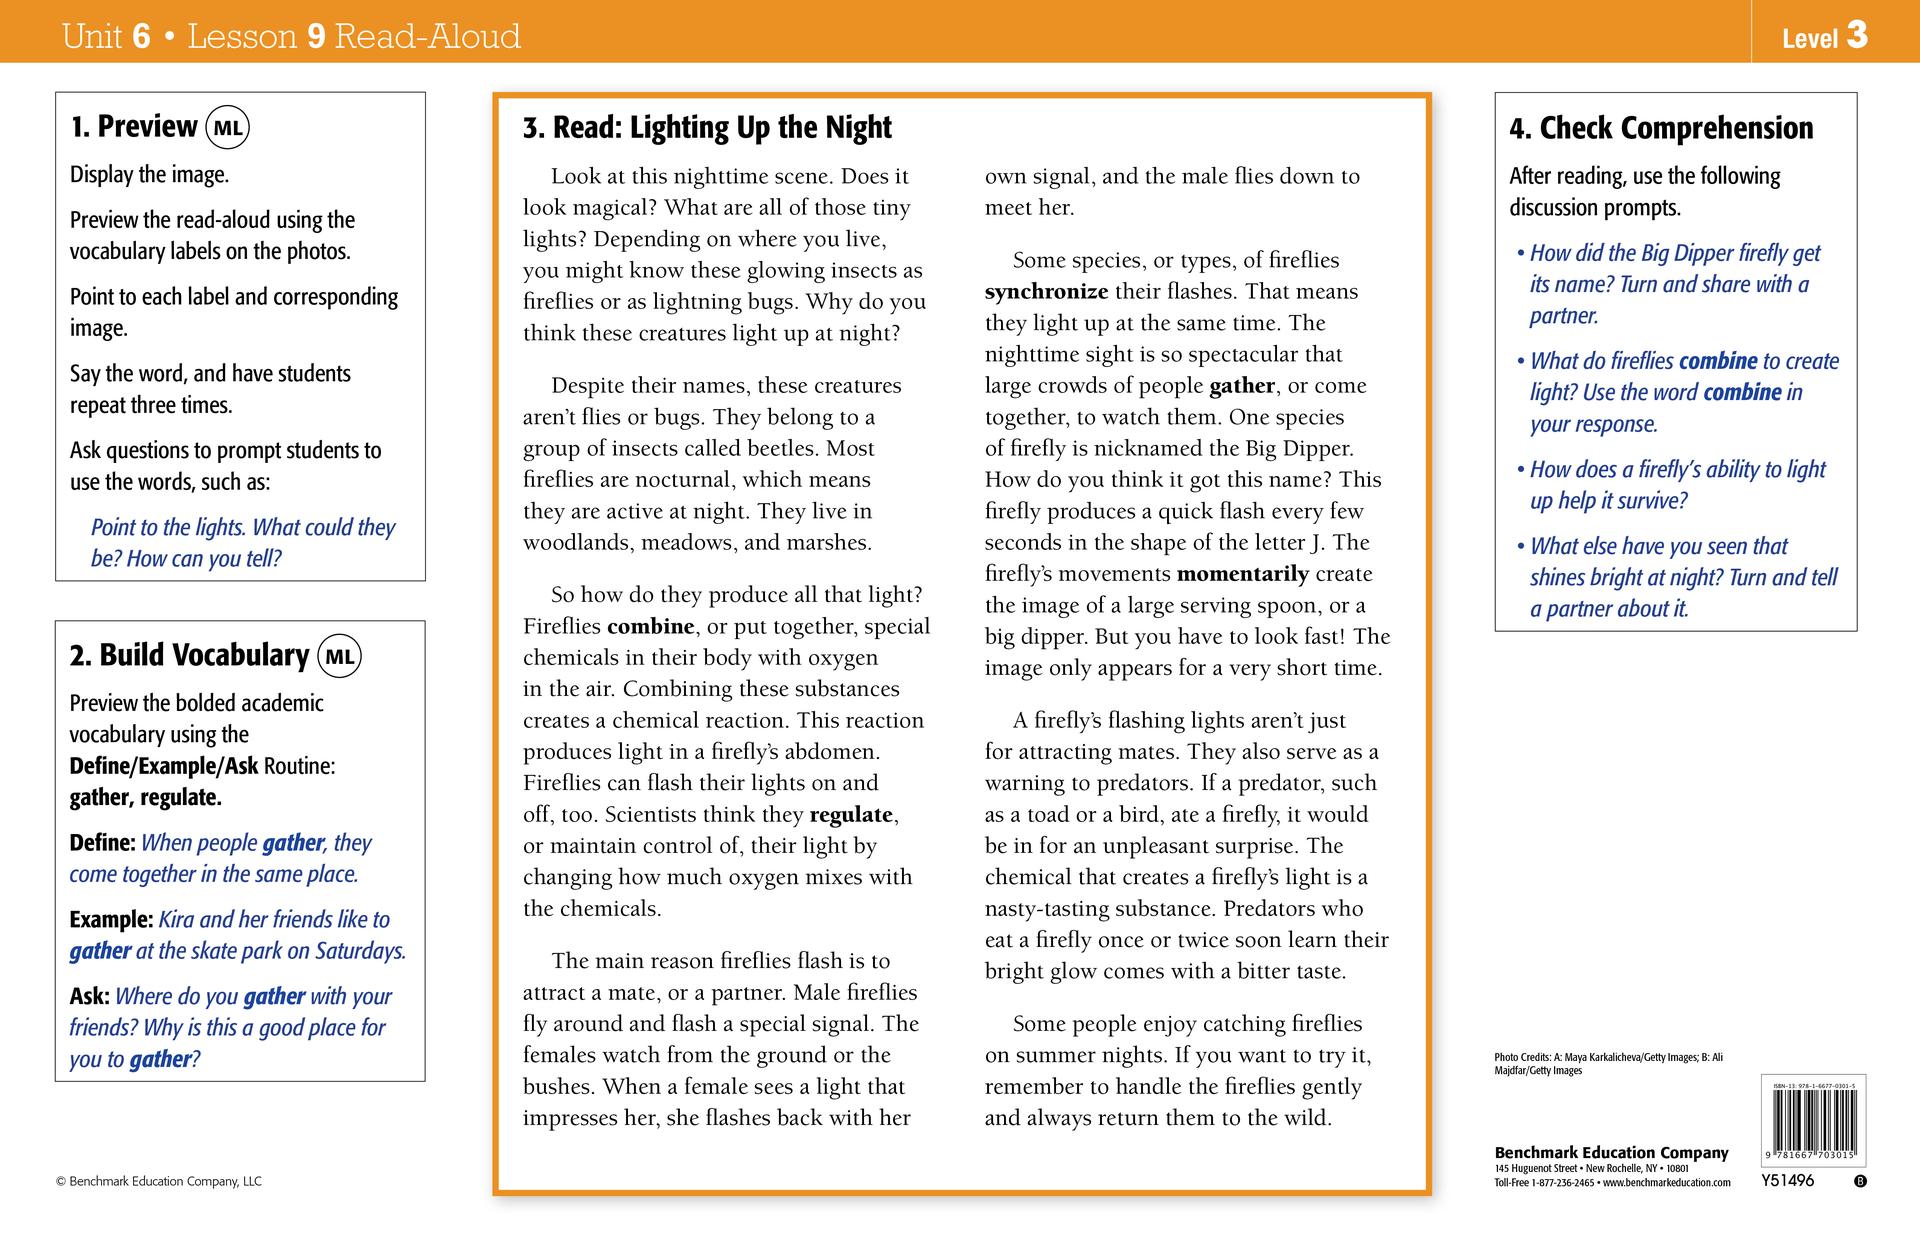 Unit 6 • Lesson 9 Read-Aloud
Level 3
1. Preview ML
Display the image.
Preview the read-aloud using the
vocabulary labels on the photos.
Point to each label and corresponding
image.
Say the word, and have students
repeat three times.
Ask questions to prompt students to
use the words, such as:
Point to the lights. What could they
be? How can you tell?
2. Build Vocabulary ML
Preview the bolded academic
vocabulary using the
Define/Example/Ask Routine:
gather, regulate.
Define: When people gather, they
come together in the same place.
Example: Kira and her friends like to
gather at the skate park on Saturdays.
Ask: Where do you gather with your
friends? Why is this a good place for
you to gather?
© Benchmark Education Company, LLC
3. Read: Lighting Up the Night
Look at this nighttime scene. Does it
look magical? What are all of those tiny
lights? Depending on where you live,
you might know these glowing insects as
fireflies or as lightning bugs. Why do you
think these creatures light up at night?
Despite their names, these creatures
aren't flies or bugs. They belong to a
group of insects called beetles. Most
fireflies are nocturnal, which means
they are active at night. They live in
woodlands, meadows, and marshes.
So how do they produce all that light?
Fireflies combine, or put together, special
chemicals in their body with oxygen
in the air. Combining these substances
creates a chemical reaction. This reaction
produces light in a firefly's abdomen.
Fireflies can flash their lights on and
off, too. Scientists think they regulate,
or maintain control of, their light by
changing how much oxygen mixes with
the chemicals.
The main reason fireflies flash is to
attract a mate, or a partner. Male fireflies
fly around and flash a special signal. The
females watch from the ground or the
bushes. When a female sees a light that
impresses her, she flashes back with her
own signal, and the male flies down to
meet her.
Some species, or types, of fireflies
synchronize their flashes. That means
they light up at the same time. The
nighttime sight is so spectacular that
large crowds of people gather, or come
together, to watch them. One species
of firefly is nicknamed the Big Dipper.
How do you think it got this name? This
firefly produces a quick flash every few
seconds in the shape of the letter J. The
firefly's movements momentarily create
the image of a large serving spoon, or a
big dipper. But you have to look fast! The
image only appears for a very short time.
A firefly's flashing lights aren't just
for attracting mates. They also serve as a
warning to predators. If a predator, such
as a toad or a bird, ate a firefly, it would
be in for an unpleasant surprise. The
chemical that creates a firefly's light is a
nasty-tasting substance. Predators who
eat a firefly once or twice soon learn their
bright glow comes with a bitter taste.
Some people enjoy catching fireflies
on summer nights. If you want to try it,
remember to handle the fireflies gently
and always return them to the wild.
4. Check Comprehension
After reading, use the following
discussion prompts.
• How did the Big Dipper firefly get
its name? Turn and share with a
partner.
• What do fireflies combine to create
light? Use the word combine in
your response.
• How does a firefly's ability to light
up help it survive?
• What else have you seen that
shines bright at night? Turn and tell
a partner about it.
Photo Credits: A: Maya Karkalicheva/Getty Images; B: Ali
Majdfar/Getty Images
Benchmark Education Company
145 Huguenot Street • New Rochelle, NY • 10801
Toll-Free 1-877-236-2465 • www.benchmarkeducation.com
ISBN-13: 978-1-6677-0301-5
9 781667 703015
Y51496
B